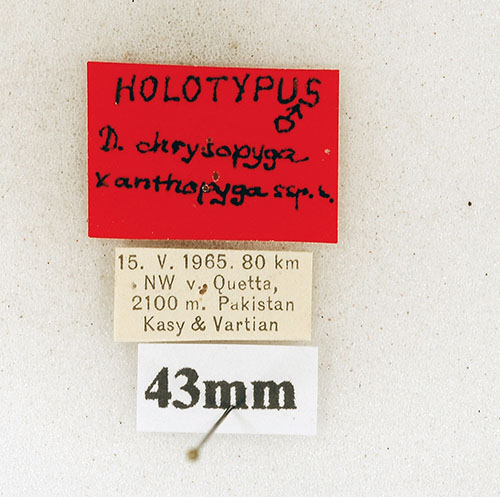 HOLOTYPUS
♂
D. chrysopyga
xanthopyga ssp.
15. V. 1965. 80 km
NW v. Quetta,
2100 m. Pakistan
Kasy & Vartian
43mm